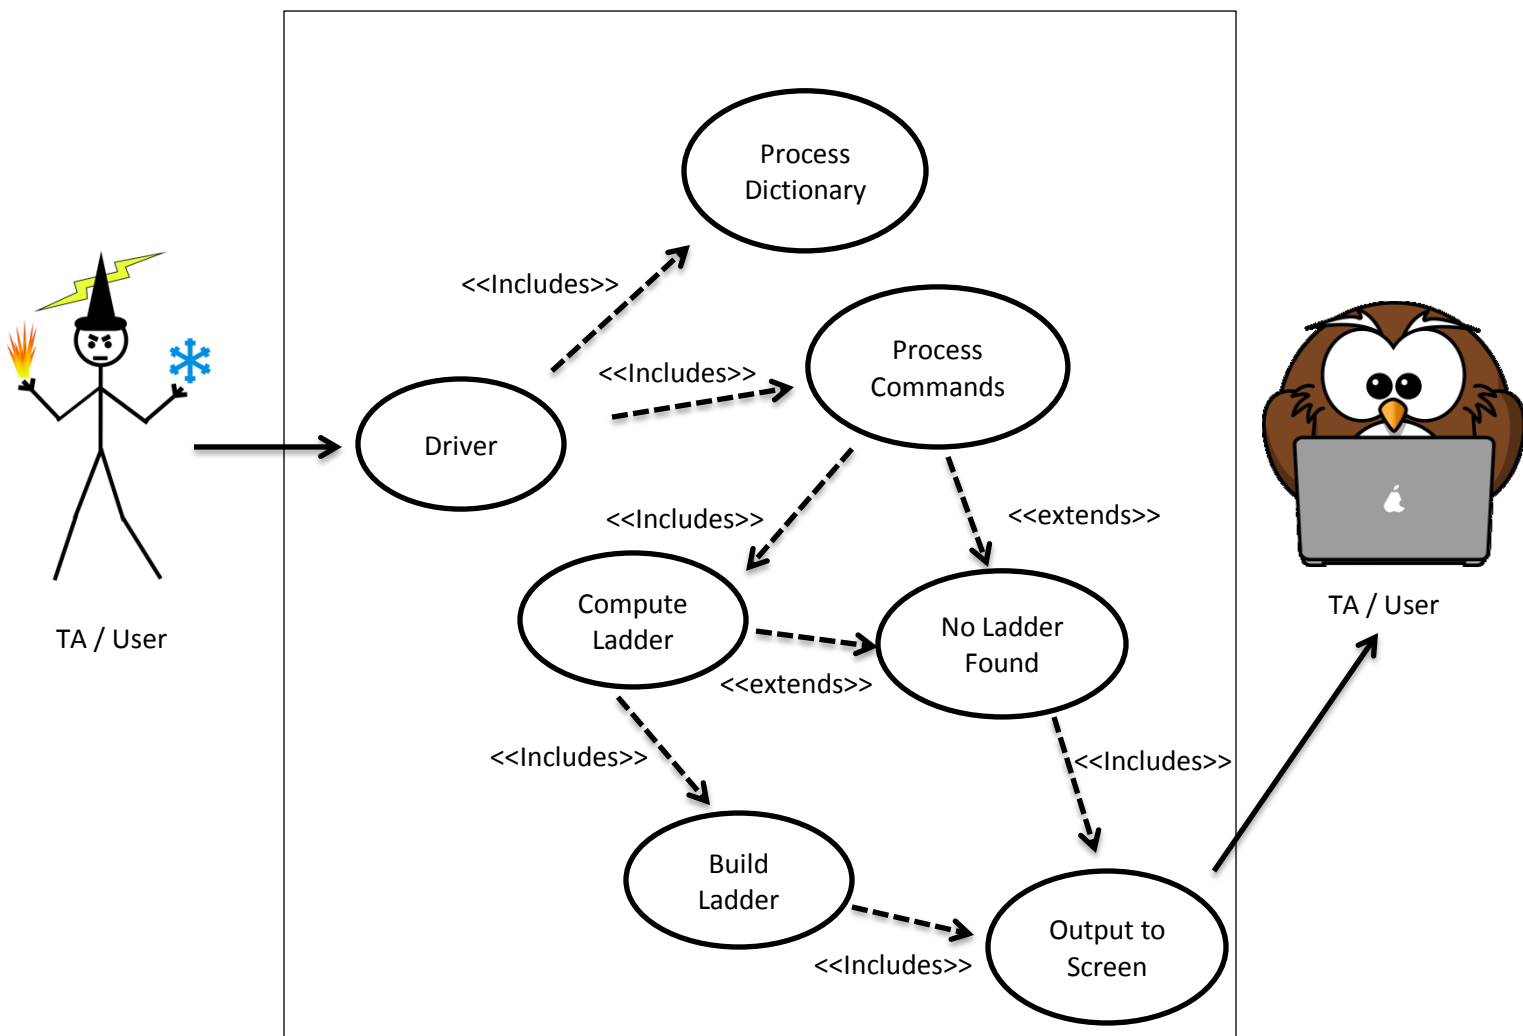 Process
Dictionary
<<Includes>>
Process
Commands
<<Includes>>
Driver
<<Includes>>
<<extends>>
Compute
Ladder
No Ladder
Found
TA / User
TA / User
<<extends>>
<<Includes>>
<<Includes>>
Build
Ladder
Output to
Screen
<<Includes>>